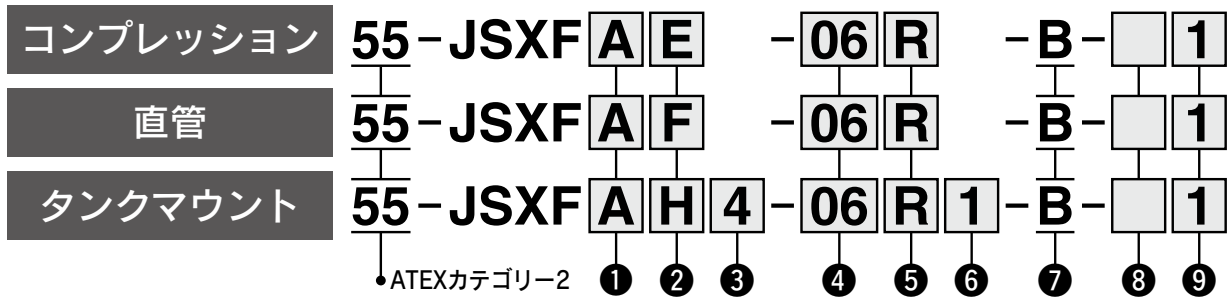 コンプレッション 55-JSXF A E -06 R -B- 1
直管 55-JSXF A F -06 R -B- 1
タンクマウント 55-JSXF A H 4 -06 R 1 -B- 1
ATEXカテゴリー2 ❶ ❷ ❸ ❹ ❺ ❻ ❼ ❽ ❾